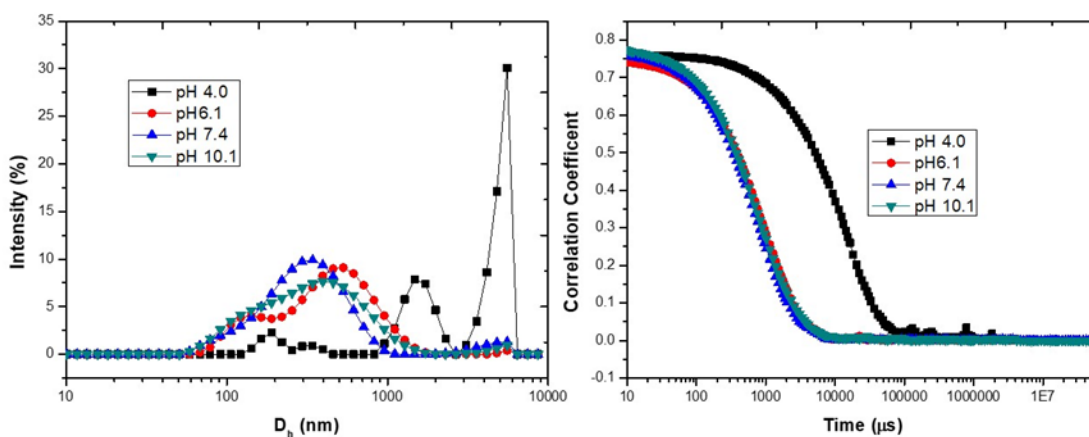 35
30
25
20
15
10
5
0
Intensity (%)
pH 4.0
pH6.1
pH 7.4
pH 10.1
10
100
1000
10000
D_h (nm)
0.8
0.7
0.6
0.5
0.4
0.3
0.2
0.1
0.0
-0.1
Correlation Coefficent
pH 4.0
pH6.1
pH 7.4
pH 10.1
10
100
1000
10000
100000
1000000
1E7
Time (μs)